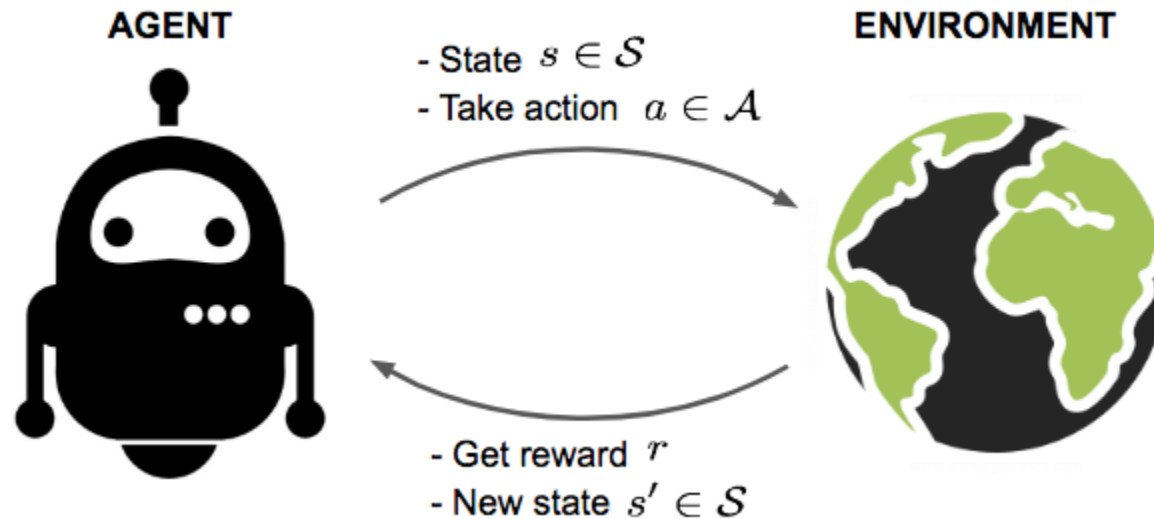 AGENT
ENVIRONMENT
- State s ∈ 𝒮
- Take action a ∈ 𝒜
- Get reward r
- New state s′ ∈ 𝒮